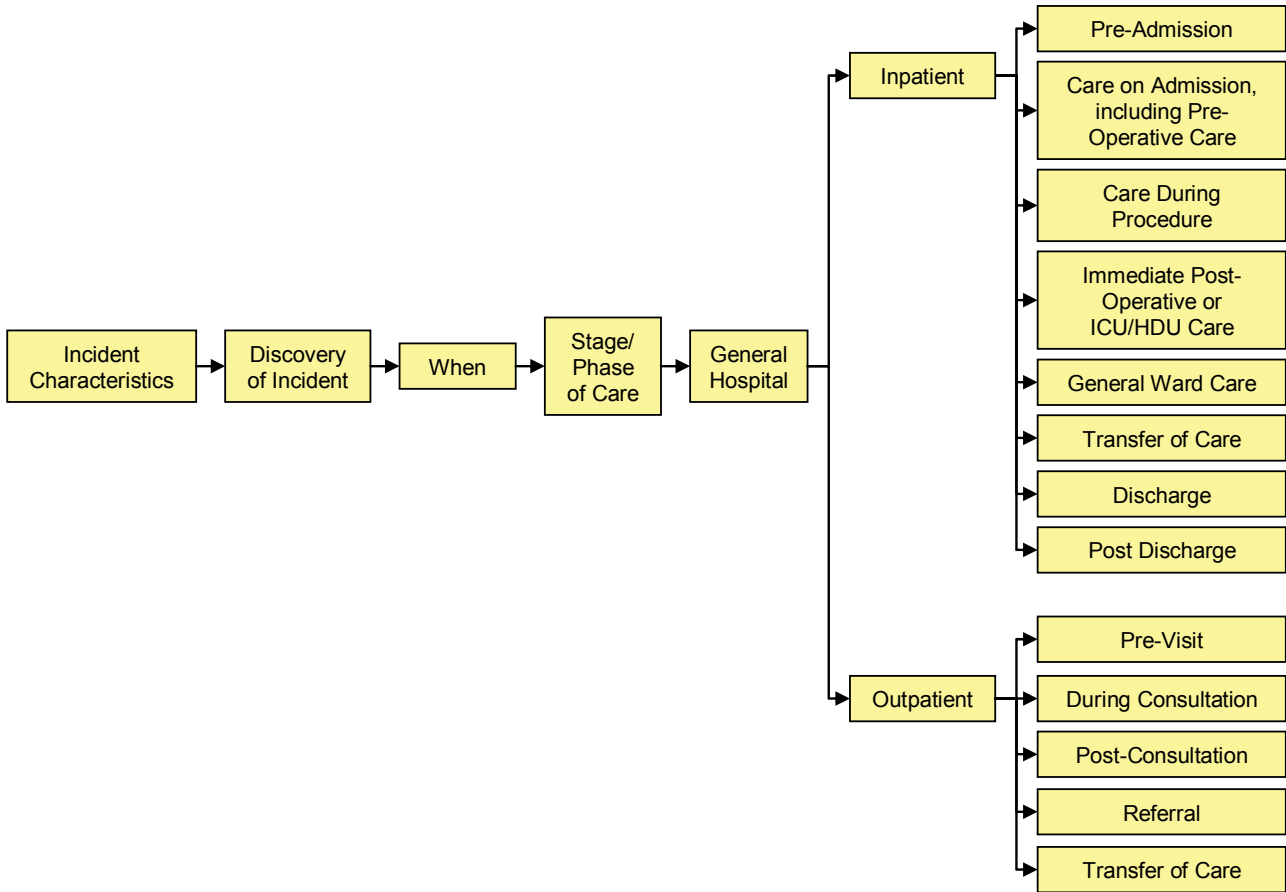 Incident
Characteristics
Discovery
of Incident
When
Stage/
Phase
of Care
General
Hospital
Inpatient
Pre-Admission
Care on Admission,
including Pre-
Operative Care
Care During
Procedure
Immediate Post-
Operative or
ICU/HDU Care
General Ward Care
Transfer of Care
Discharge
Post Discharge
Outpatient
Pre-Visit
During Consultation
Post-Consultation
Referral
Transfer of Care